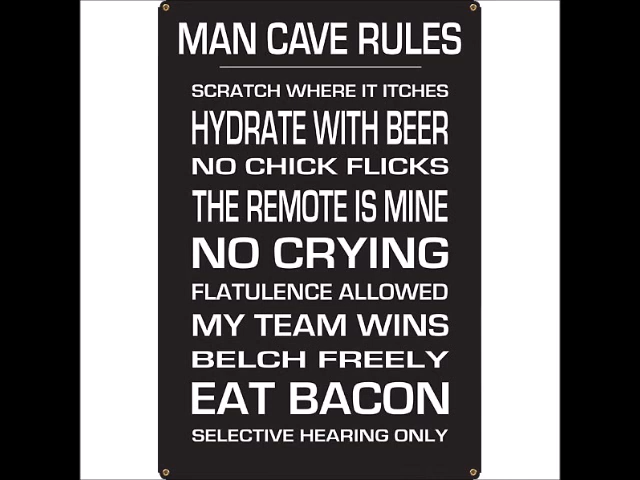 MAN CAVE RULES
SCRATCH WHERE IT ITCHES
HYDRATE WITH BEER
NO CHICK FLICKS
THE REMOTE IS MINE
NO CRYING
FLATULENCE ALLOWED
MY TEAM WINS
BELCH FREELY
EAT BACON
SELECTIVE HEARING ONLY